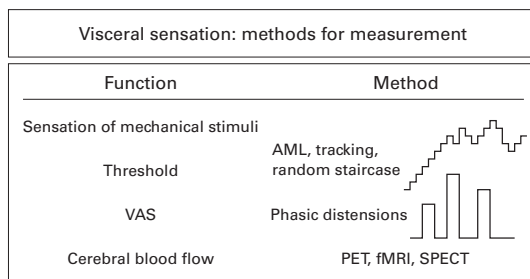 Visceral sensation: methods for measurement
Function Method
Sensation of mechanical stimuli
AML, tracking,
Threshold random staircase
VAS Phasic distensions
Cerebral blood flow PET, fMRI, SPECT